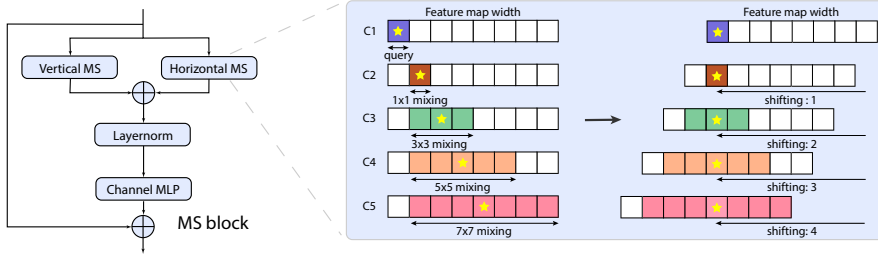 Vertical MS
Horizontal MS
Layernorm
Channel MLP
MS block
Feature map width
C1
query
C2
1x1 mixing
C3
3x3 mixing
C4
5x5 mixing
C5
7x7 mixing
Feature map width
shifting : 1
shifting: 2
shifting: 3
shifting: 4